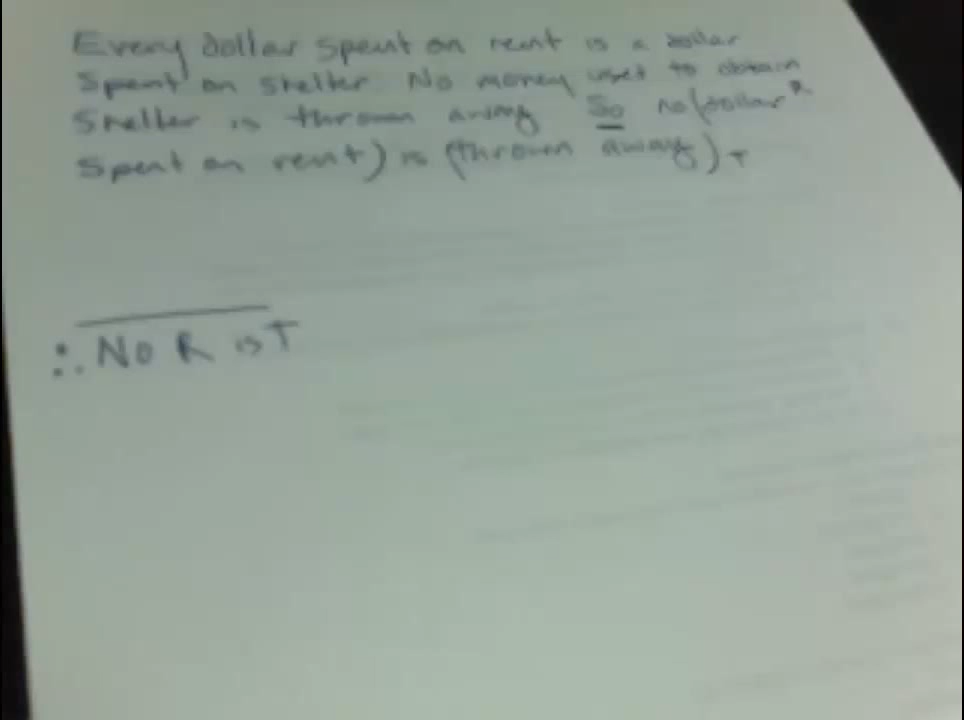 Every dollar spent on rent is a dollar
spent on shelter. No money used to obtain
shelter is thrown away So no (dollar R
spent on rent) is (thrown away) T
∴ No R is T